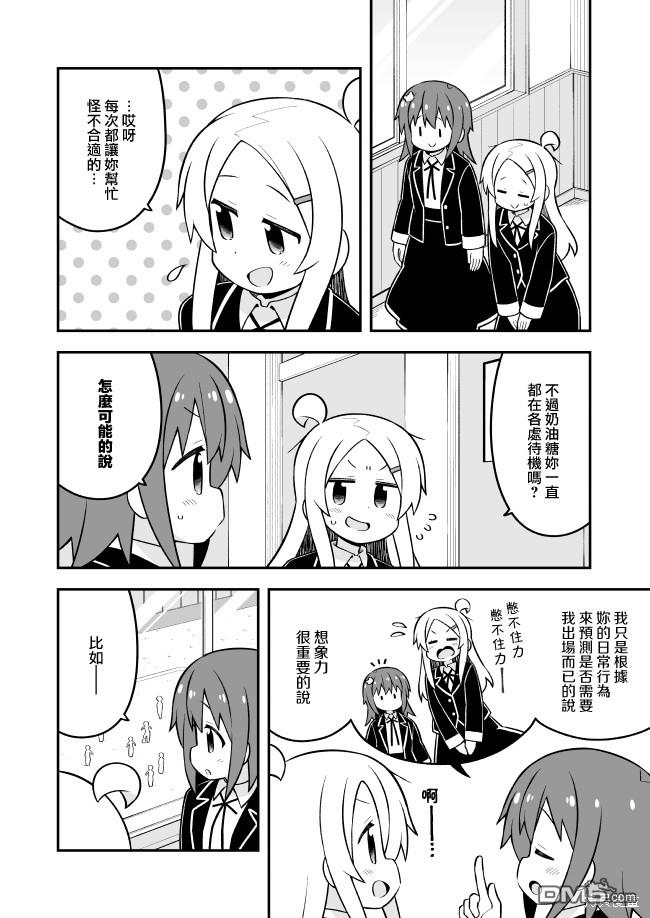 …哎呀
每次都讓妳幫忙
怪不合適的…
不過奶油糖妳一直
都在各處待機嗎？
怎麼可能的說
我只是根據
妳的日常行為
來預測是否需要
我出場而已的說
憋不住力——
憋不住力——
想象力
很重要的說
啊——
比如——
DM5.com